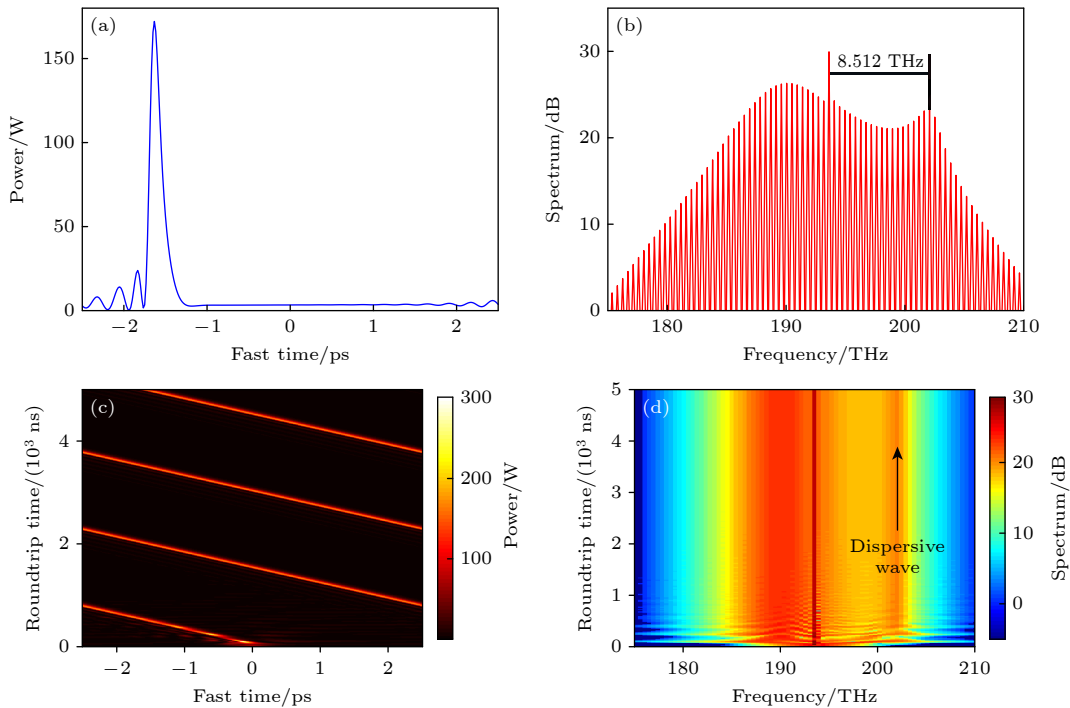 (a)
150
100
50
0
Power/W
−2
−1
0
1
2
Fast time/ps
(b)
8.512 THz
30
20
10
0
Spectrum/dB
180
190
200
210
Frequency/THz
(c)
4
2
0
Roundtrip time/(10³ ns)
−2
−1
0
1
2
Fast time/ps
300
200
100
Power/W
(d)
5
4
3
2
1
0
Roundtrip time/(10³ ns)
Dispersive
wave
180
190
200
210
Frequency/THz
30
20
10
0
Spectrum/dB